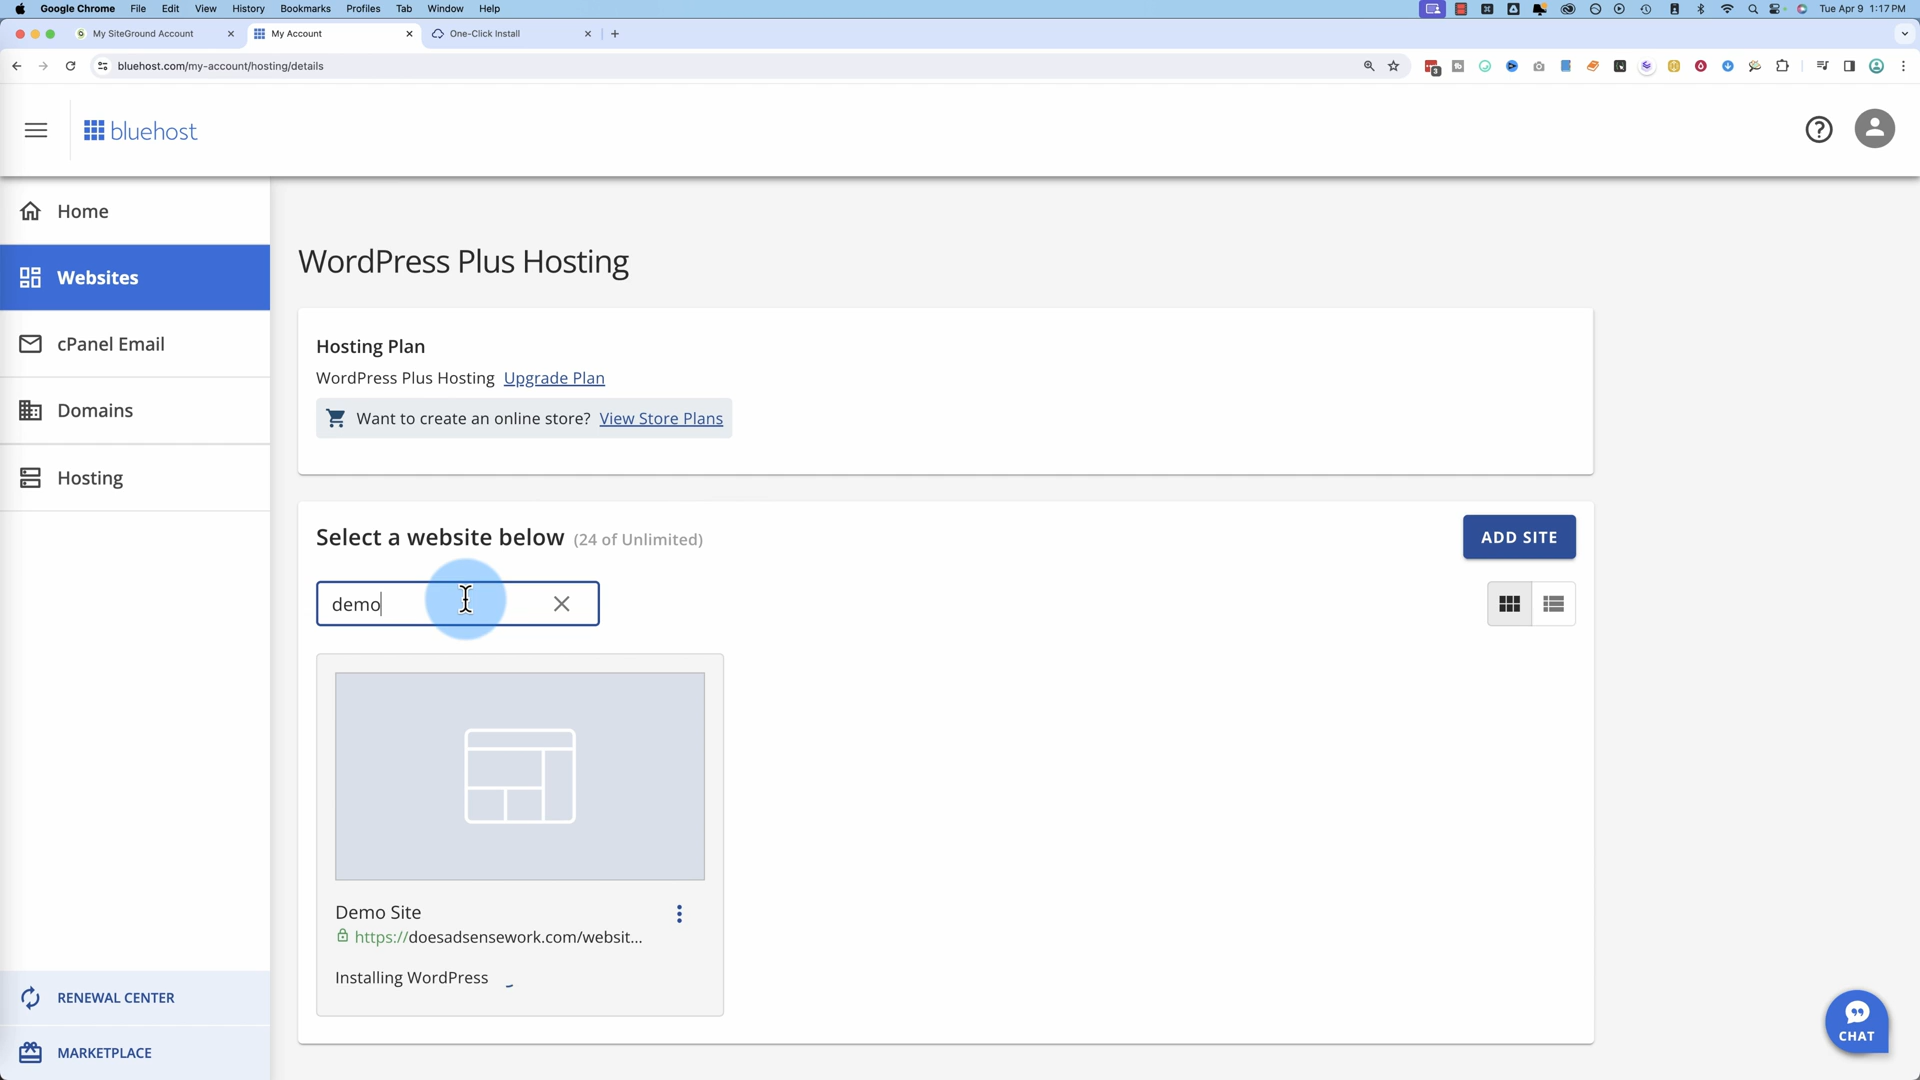 Google Chrome File Edit View History Bookmarks Profiles Tab Window Help Tue Apr 9 1:17 PM
My SiteGround Account My Account One-Click Install
bluehost.com/my-account/hosting/details
3
bluehost
Home
Websites
cPanel Email
Domains
Hosting
RENEWAL CENTER
MARKETPLACE
WordPress Plus Hosting
Hosting Plan
WordPress Plus Hosting Upgrade Plan
Want to create an online store? View Store Plans
Select a website below (24 of Unlimited)
ADD SITE
demo
Demo Site
https://doesadsensework.com/websit...
Installing WordPress
CHAT